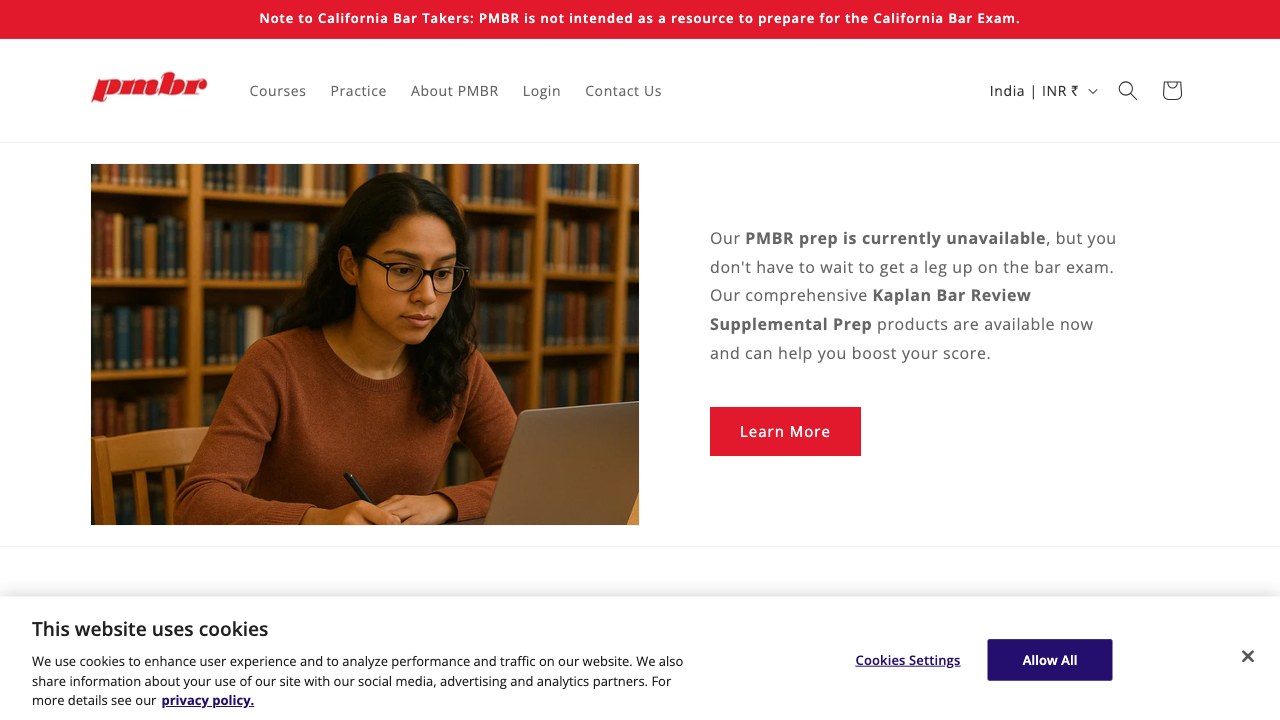 Note to California Bar Takers: PMBR is not intended as a resource to prepare for the California Bar Exam.
pmbr
Courses
Practice
About PMBR
Login
Contact Us
India | INR ₹
Our PMBR prep is currently unavailable, but you
don't have to wait to get a leg up on the bar exam.
Our comprehensive Kaplan Bar Review
Supplemental Prep products are available now
and can help you boost your score.
Learn More
This website uses cookies
We use cookies to enhance user experience and to analyze performance and traffic on our website. We also
share information about your use of our site with our social media, advertising and analytics partners. For
more details see our privacy policy.
Cookies Settings
Allow All